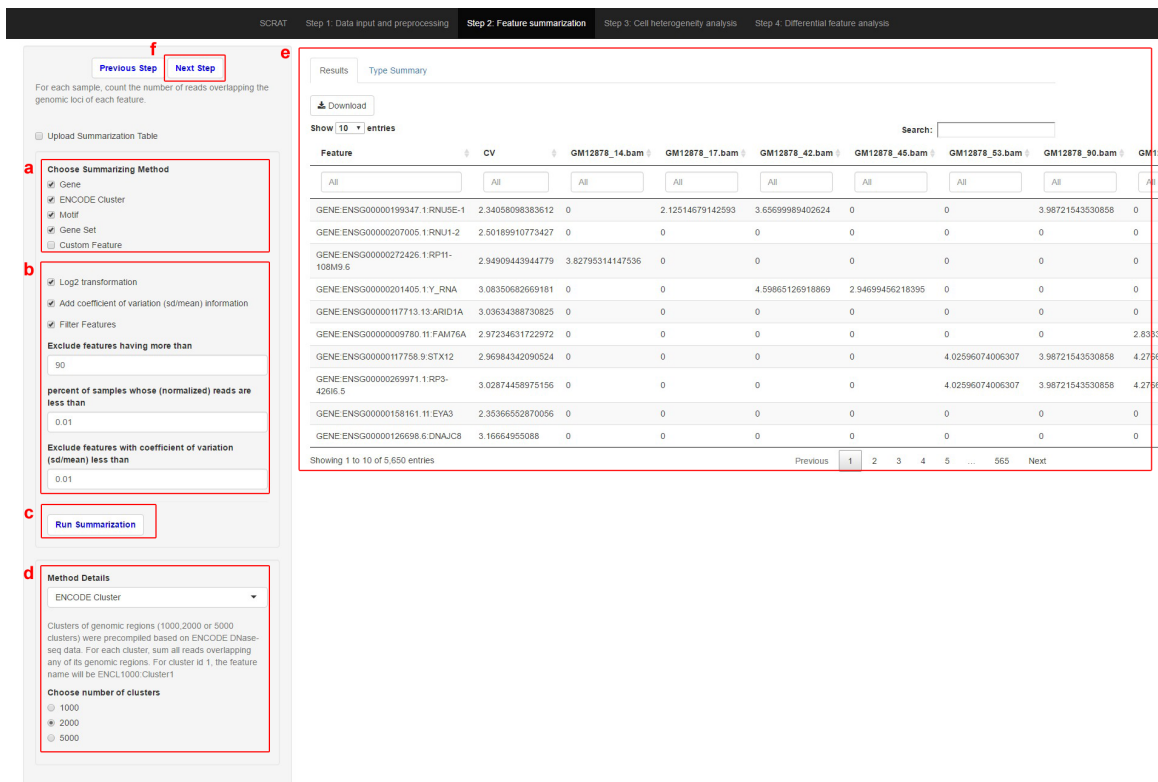 SCRAT Step 1: Data input and preprocessing Step 2: Feature summarization Step 3: Cell heterogeneity analysis Step 4: Differential feature analysis
f
Previous Step Next Step
For each sample, count the number of reads overlapping the
genomic loci of each feature.
Upload Summarization Table
a
Choose Summarizing Method
Gene
ENCODE Cluster
Motif
Gene Set
Custom Feature
b
Log2 transformation
Add coefficient of variation (sd/mean) information
Filter Features
Exclude features having more than
90
percent of samples whose (normalized) reads are
less than
0.01
Exclude features with coefficient of variation
(sd/mean) less than
0.01
c
Run Summarization
d
Method Details
ENCODE Cluster
Clusters of genomic regions (1000,2000 or 5000
clusters) were precompiled based on ENCODE DNase-
seq data. For each cluster, sum all reads overlapping
any of its genomic regions. For cluster id 1, the feature
name will be ENCL1000:Cluster1
Choose number of clusters
1000
2000
5000
e
Results Type Summary
Download
Show 10 entries Search:
Feature CV GM12878_14.bam GM12878_17.bam GM12878_42.bam GM12878_45.bam GM12878_53.bam GM12878_90.bam GM1
All All All All All All All All Al
GENE:ENSG00000199347.1:RNU5E-1 2.34058098383612 0 2.12514679142593 3.65699989402624 0 0 3.98721543530858 0
GENE:ENSG00000207005.1:RNU1-2 2.50189910773427 0 0 0 0 0 0 0
GENE:ENSG00000272426.1:RP11-
108M9.6 2.94909443944779 3.82795314147536 0 0 0 0 0 0
GENE:ENSG00000201405.1:Y_RNA 3.08350682669181 0 0 4.59865126918869 2.94699456218395 0 0 0
GENE:ENSG00000117713.13:ARID1A 3.03634388730825 0 0 0 0 0 0 0
GENE:ENSG00000009780.11:FAM76A 2.97234631722972 0 0 0 0 0 0 2.8383
GENE:ENSG00000117758.9:STX12 2.96984342090524 0 0 0 0 4.02596074006307 3.98721543530858 4.2756
GENE:ENSG00000269971.1:RP3-
426I6.5 3.02874458975156 0 0 0 0 4.02596074006307 3.98721543530858 4.2756
GENE:ENSG00000158161.11:EYA3 2.35366552870056 0 0 0 0 0 0 0
GENE:ENSG00000126698.6:DNAJC8 3.16664955088 0 0 0 0 0 0 0
Showing 1 to 10 of 5,650 entries Previous 1 2 3 4 5 ... 565 Next